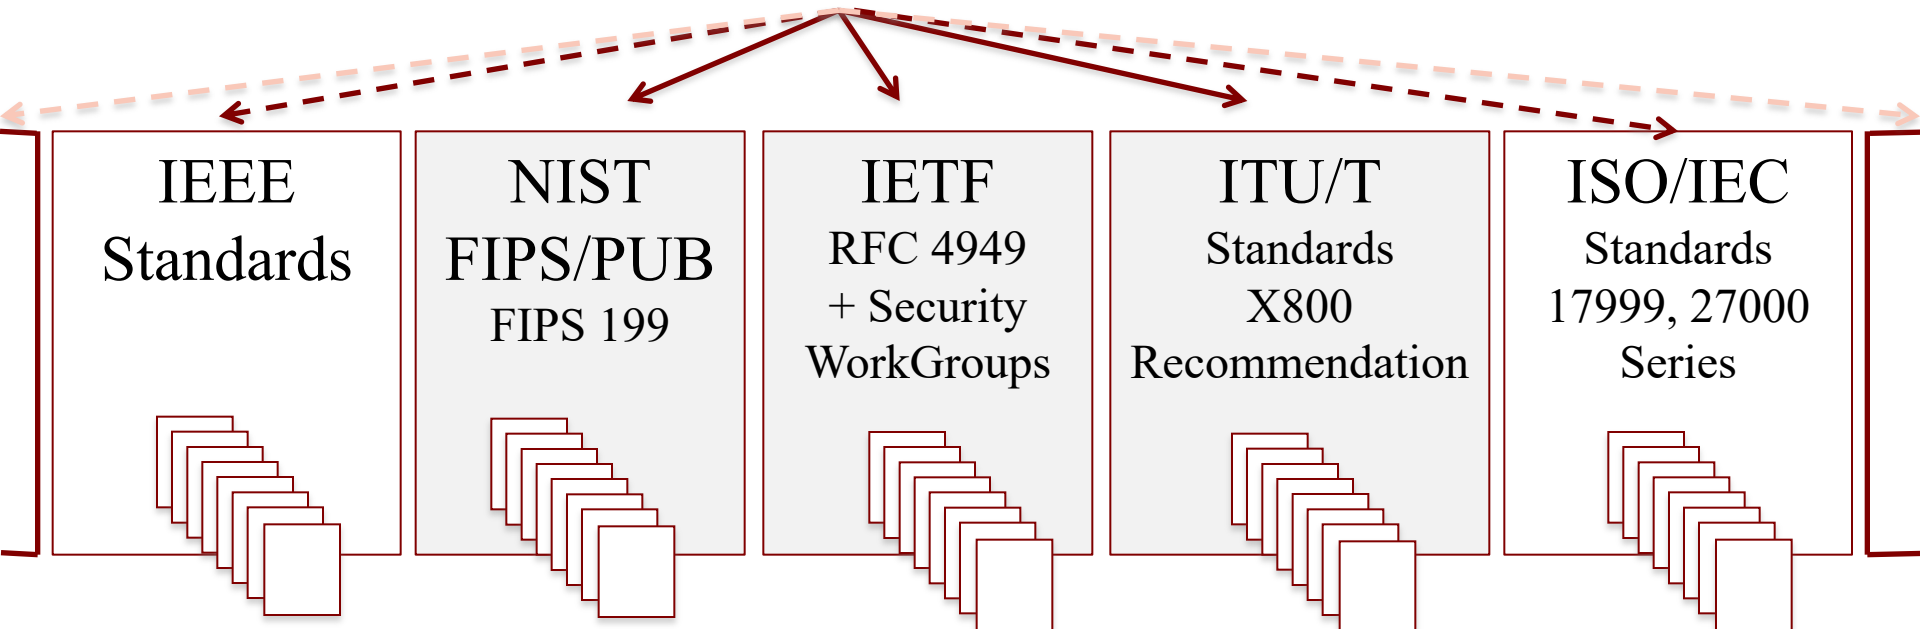 IEEE
Standards
NIST
FIPS/PUB
FIPS 199
IETF
RFC 4949
+ Security
WorkGroups
ITU/T
Standards
X800
Recommendation
ISO/IEC
Standards
17999, 27000
Series